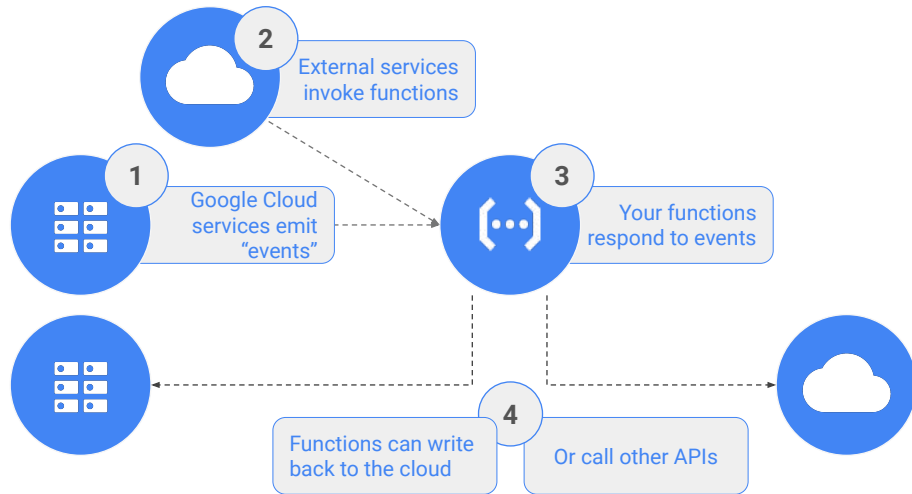 2
External services
invoke functions
1
Google Cloud
services emit
“events”
3
Your functions
respond to events
4
Functions can write
back to the cloud
Or call other APIs